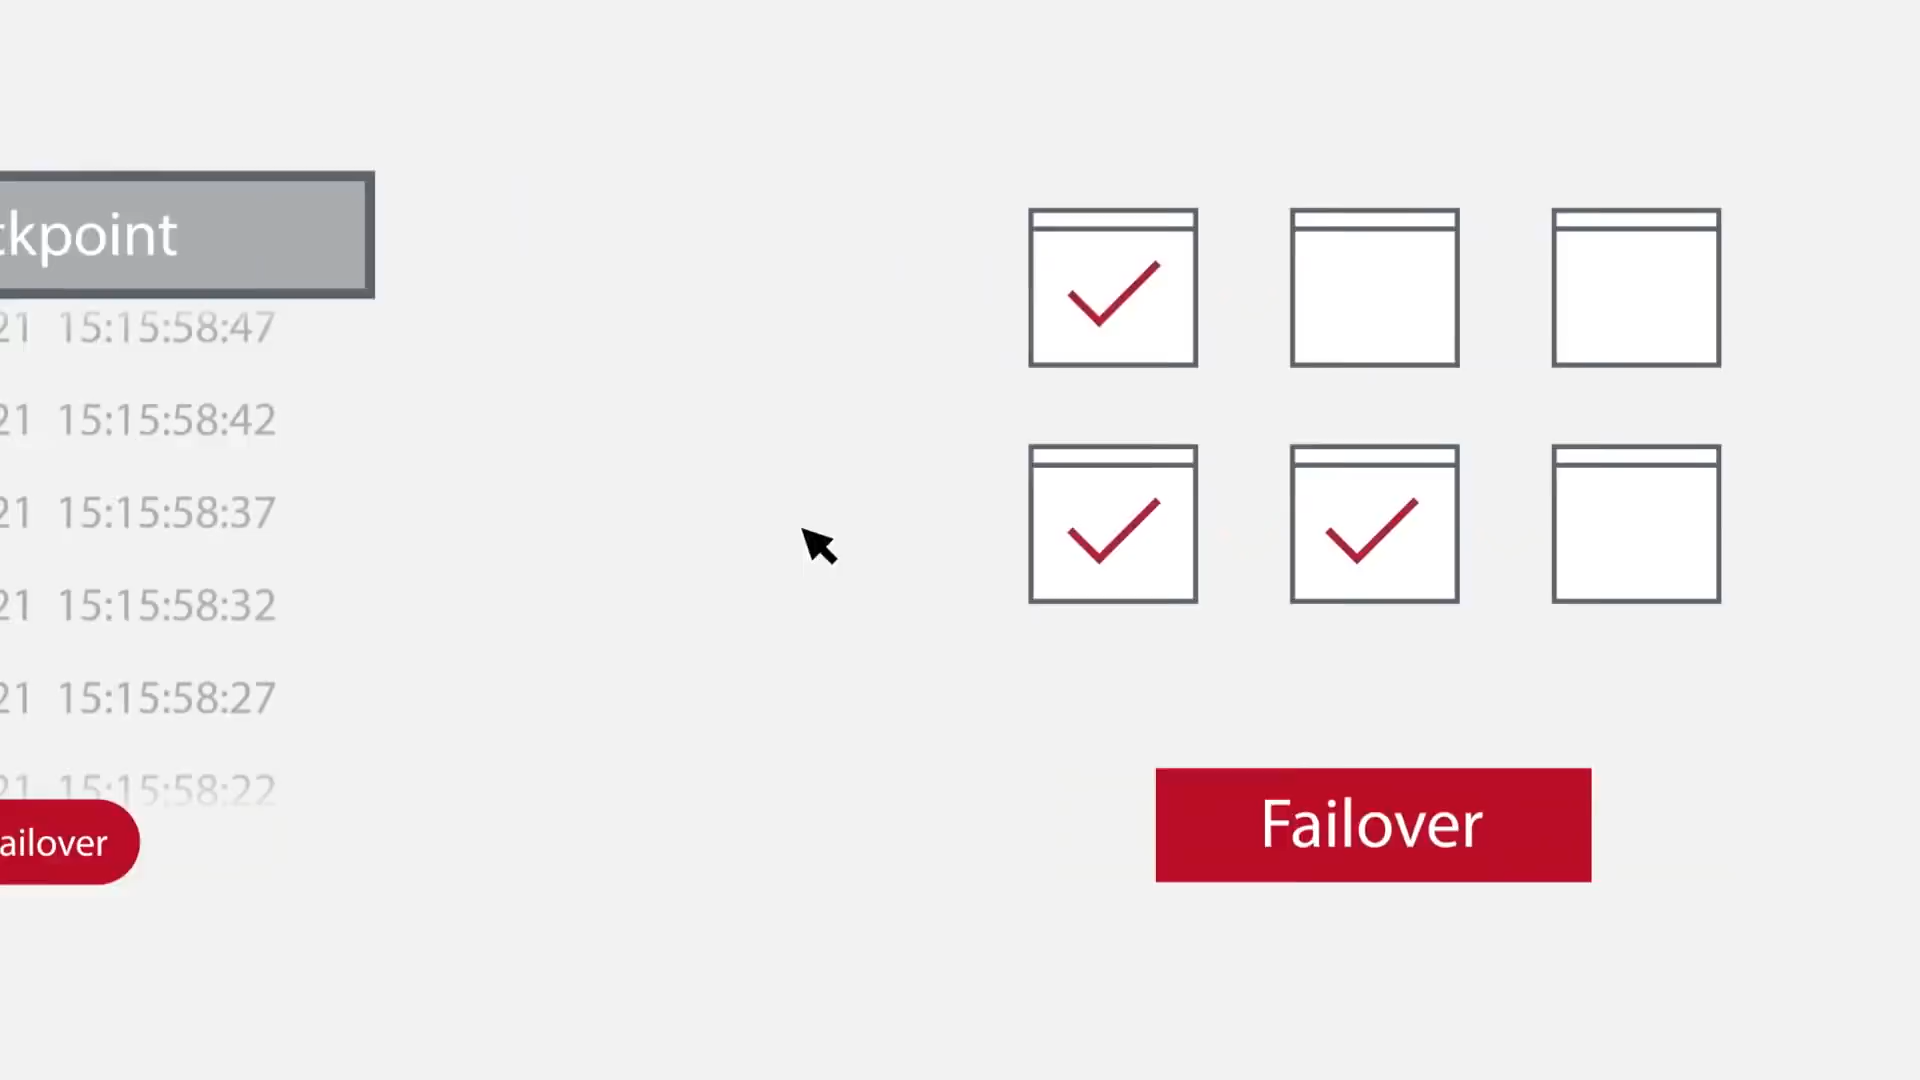 ckpoint
21 15:15:58:47
21 15:15:58:42
21 15:15:58:37
21 15:15:58:32
21 15:15:58:27
21 15:15:58:22
ailover
Failover